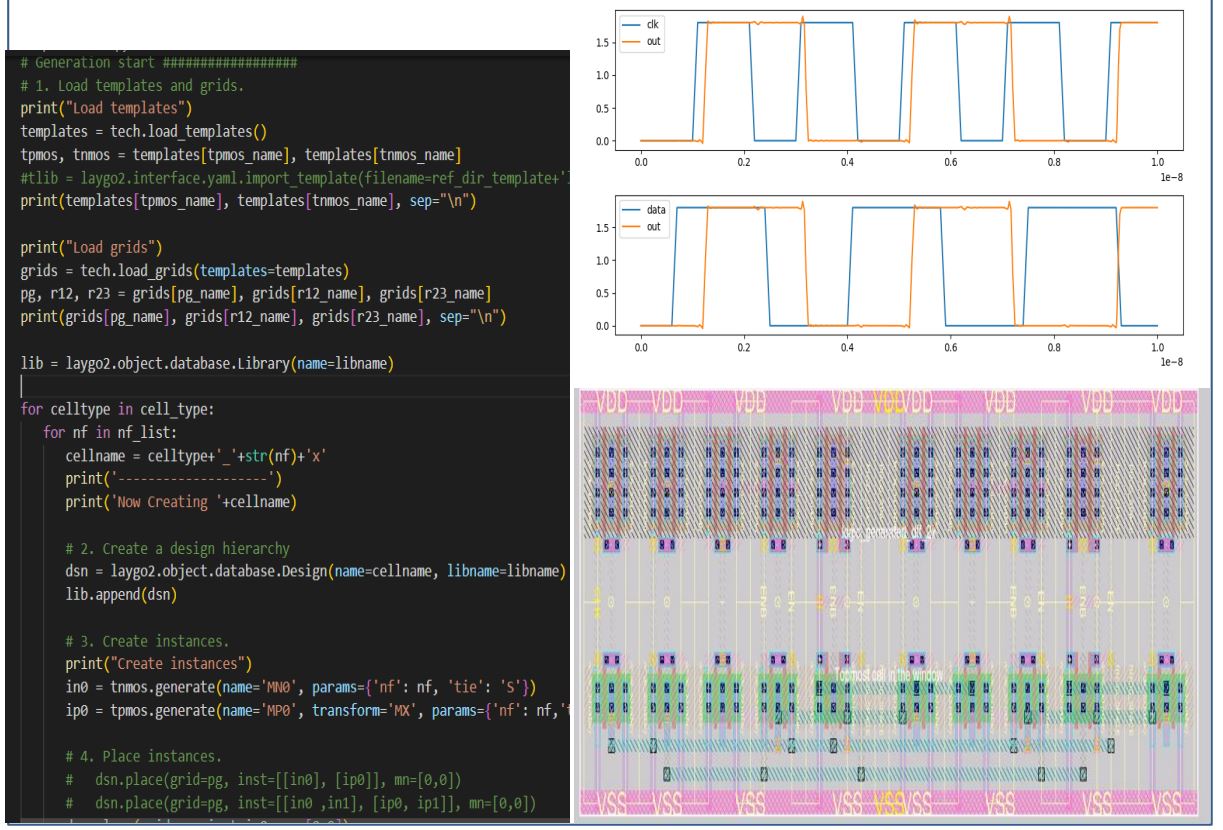 # Generation start ##################
# 1. Load templates and grids.
print("Load templates")
templates = tech.load_templates()
tpmos, tnmos = templates[tpmos_name], templates[tnmos_name]
#tlib = laygo2.interface.yaml.import_template(filename=ref_dir_template+'
print(templates[tpmos_name], templates[tnmos_name], sep="\n")
print("Load grids")
grids = tech.load_grids(templates=templates)
pg, r12, r23 = grids[pg_name], grids[r12_name], grids[r23_name]
print(grids[pg_name], grids[r12_name], grids[r23_name], sep="\n")
lib = laygo2.object.database.Library(name=libname)
for celltype in cell_type:
for nf in nf_list:
cellname = celltype+'_'+str(nf)+'x'
print('--------------------')
print('Now Creating '+cellname)
# 2. Create a design hierarchy
dsn = laygo2.object.database.Design(name=cellname, libname=libname)
lib.append(dsn)
# 3. Create instances.
print("Create instances")
in0 = tnmos.generate(name='MN0', params={'nf': nf, 'tie': 'S'})
ip0 = tpmos.generate(name='MP0', transform='MX', params={'nf': nf,'
# 4. Place instances.
#   dsn.place(grid=pg, inst=[[in0], [ip0]], mn=[0,0])
#   dsn.place(grid=pg, inst=[[in0 ,in1], [ip0, ip1]], mn=[0,0])
clk
out
1.5
1.0
0.5
0.0
0.0 0.2 0.4 0.6 0.8 1.0
1e-8
data
out
1.5
1.0
0.5
0.0
0.0 0.2 0.4 0.6 0.8 1.0
1e-8
VDD VDD VDD VDD VDD VDD VDD VDD VDD
ENB EN ENB EN
Topmost cell in the window
VSS VSS VSS VSS VSS VSS VSS VSS VSS